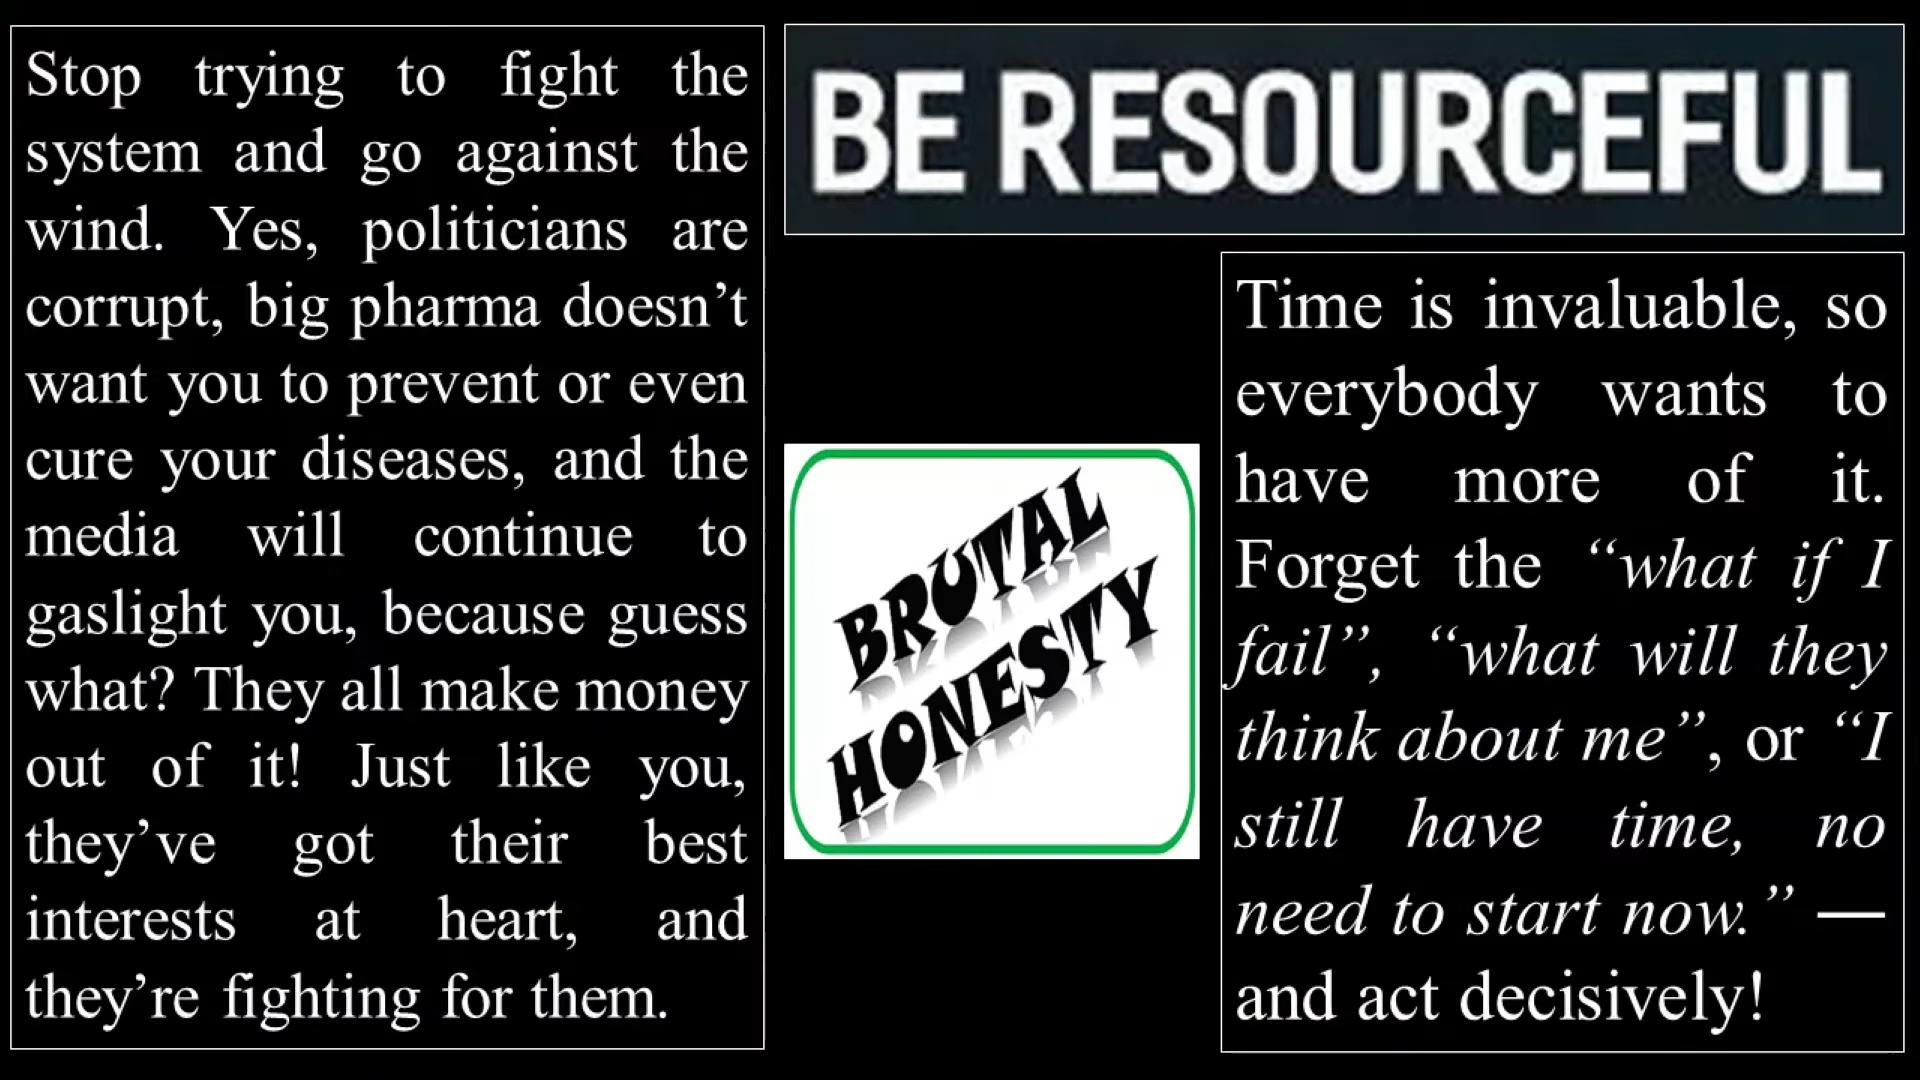 Stop trying to fight the
system and go against the
wind. Yes, politicians are
corrupt, big pharma doesn’t
want you to prevent or even
cure your diseases, and the
media will continue to
gaslight you, because guess
what? They all make money
out of it! Just like you,
they’ve got their best
interests at heart, and
they’re fighting for them.
BE RESOURCEFUL
BRUTAL
HONESTY
Time is invaluable, so
everybody wants to
have more of it.
Forget the “what if I
fail”, “what will they
think about me”, or “I
still have time, no
need to start now.” —
and act decisively!